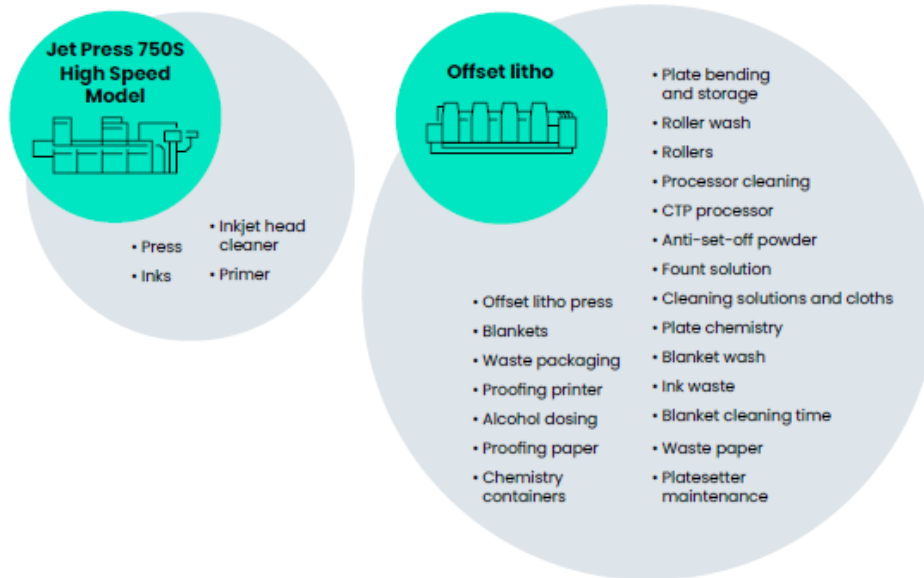 Jet Press 750S
High Speed
Model
• Press
• Inks
• Inkjet head
cleaner
• Primer
Offset litho
• Offset litho press
• Blankets
• Waste packaging
• Proofing printer
• Alcohol dosing
• Proofing paper
• Chemistry
containers
• Plate bending
and storage
• Roller wash
• Rollers
• Processor cleaning
• CTP processor
• Anti-set-off powder
• Fount solution
• Cleaning solutions and cloths
• Plate chemistry
• Blanket wash
• Ink waste
• Blanket cleaning time
• Waste paper
• Platesetter
maintenance